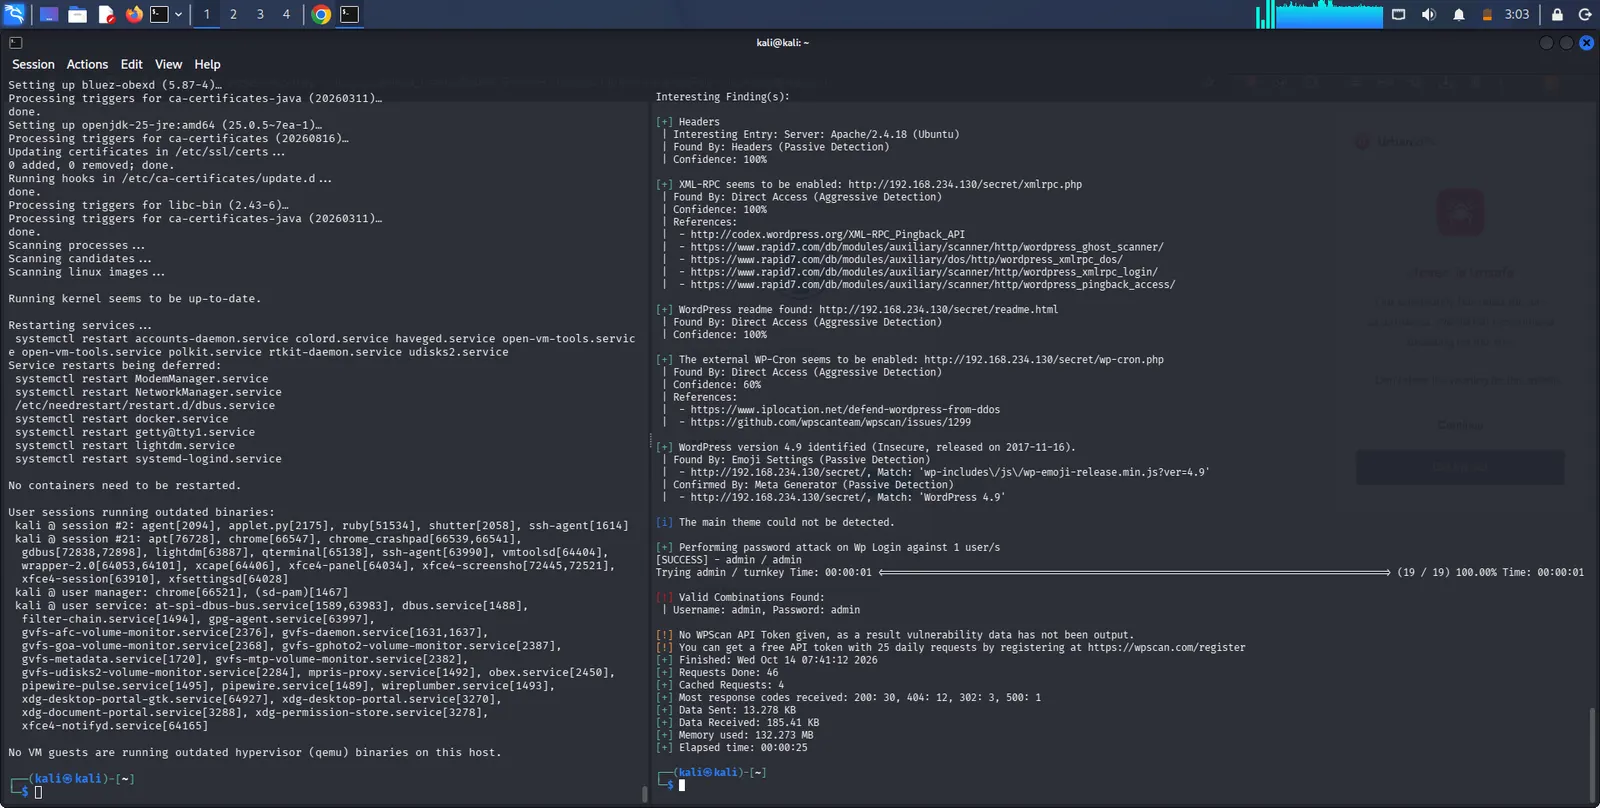 1 2 3 4
3:03
kali@kali: ~
Session Actions Edit View Help
Setting up bluez-obexd (5.87-4)…
Processing triggers for ca-certificates-java (20260311)…
done.
Setting up openjdk-25-jre:amd64 (25.0.5~7ea-1)…
Processing triggers for ca-certificates (20260816)…
Updating certificates in /etc/ssl/certs…
0 added, 0 removed; done.
Running hooks in /etc/ca-certificates/update.d…
done.
Processing triggers for libc-bin (2.43-6)…
Processing triggers for ca-certificates-java (20260311)…
done.
Scanning processes…
Scanning candidates…
Scanning linux images…
Running kernel seems to be up-to-date.
Restarting services…
systemctl restart accounts-daemon.service colord.service haveged.service open-vm-tools.servic
e open-vm-tools.service polkit.service rtkit-daemon.service udisks2.service
Service restarts being deferred:
systemctl restart ModemManager.service
systemctl restart NetworkManager.service
/etc/needrestart/restart.d/dbus.service
systemctl restart docker.service
systemctl restart getty@tty1.service
systemctl restart lightdm.service
systemctl restart systemd-logind.service
No containers need to be restarted.
User sessions running outdated binaries:
kali @ session #2: agent[2094], applet.py[2175], ruby[51534], shutter[2058], ssh-agent[1614]
kali @ session #21: apt[76728], chrome[66547], chrome_crashpad[66539,66541],
gdbus[72838,72898], lightdm[63887], qterminal[65138], ssh-agent[63990], vmtoolsd[64404],
wrapper-2.0[64053,64101], xcape[64406], xfce4-panel[64034], xfce4-screensho[72445,72521],
xfce4-session[63910], xfsettingsd[64028]
kali @ user manager: chrome[66521], (sd-pam)[1467]
kali @ user service: at-spi-dbus-bus.service[1589,63983], dbus.service[1488],
filter-chain.service[1494], gpg-agent.service[63997],
gvfs-afc-volume-monitor.service[2376], gvfs-daemon.service[1631,1637],
gvfs-goa-volume-monitor.service[2368], gvfs-gphoto2-volume-monitor.service[2387],
gvfs-metadata.service[1720], gvfs-mtp-volume-monitor.service[2382],
gvfs-udisks2-volume-monitor.service[2284], mpris-proxy.service[1492], obex.service[2450],
pipewire-pulse.service[1495], pipewire.service[1489], wireplumber.service[1493],
xdg-desktop-portal-gtk.service[64927], xdg-desktop-portal.service[3270],
xdg-document-portal.service[3288], xdg-permission-store.service[3278],
xfce4-notifyd.service[64165]
No VM guests are running outdated hypervisor (qemu) binaries on this host.
┌──(kali㉿kali)-[~]
└─$
Interesting Finding(s):
[+] Headers
| Interesting Entry: Server: Apache/2.4.18 (Ubuntu)
| Found By: Headers (Passive Detection)
| Confidence: 100%
[+] XML-RPC seems to be enabled: http://192.168.234.130/secret/xmlrpc.php
| Found By: Direct Access (Aggressive Detection)
| Confidence: 100%
| References:
| - http://codex.wordpress.org/XML-RPC_Pingback_API
| - https://www.rapid7.com/db/modules/auxiliary/scanner/http/wordpress_ghost_scanner/
| - https://www.rapid7.com/db/modules/auxiliary/dos/http/wordpress_xmlrpc_dos/
| - https://www.rapid7.com/db/modules/auxiliary/scanner/http/wordpress_xmlrpc_login/
| - https://www.rapid7.com/db/modules/auxiliary/scanner/http/wordpress_pingback_access/
[+] WordPress readme found: http://192.168.234.130/secret/readme.html
| Found By: Direct Access (Aggressive Detection)
| Confidence: 100%
[+] The external WP-Cron seems to be enabled: http://192.168.234.130/secret/wp-cron.php
| Found By: Direct Access (Aggressive Detection)
| Confidence: 60%
| References:
| - https://www.iplocation.net/defend-wordpress-from-ddos
| - https://github.com/wpscanteam/wpscan/issues/1299
[+] WordPress version 4.9 identified (Insecure, released on 2017-11-16).
| Found By: Emoji Settings (Passive Detection)
| - http://192.168.234.130/secret/, Match: 'wp-includes\/js\/wp-emoji-release.min.js?ver=4.9'
| Confirmed By: Meta Generator (Passive Detection)
| - http://192.168.234.130/secret/, Match: 'WordPress 4.9'
[i] The main theme could not be detected.
[+] Performing password attack on Wp Login against 1 user/s
[SUCCESS] - admin / admin
Trying admin / turnkey Time: 00:00:01 <══════════════════════════════> (19 / 19) 100.00% Time: 00:00:01
[!] Valid Combinations Found:
| Username: admin, Password: admin
[!] No WPScan API Token given, as a result vulnerability data has not been output.
[!] You can get a free API token with 25 daily requests by registering at https://wpscan.com/register
[+] Finished: Wed Oct 14 07:41:12 2026
[+] Requests Done: 46
[+] Cached Requests: 4
[+] Most response codes received: 200: 30, 404: 12, 302: 3, 500: 1
[+] Data Sent: 13.278 KB
[+] Data Received: 185.41 KB
[+] Memory used: 132.273 MB
[+] Elapsed time: 00:00:25
┌──(kali㉿kali)-[~]
└─$